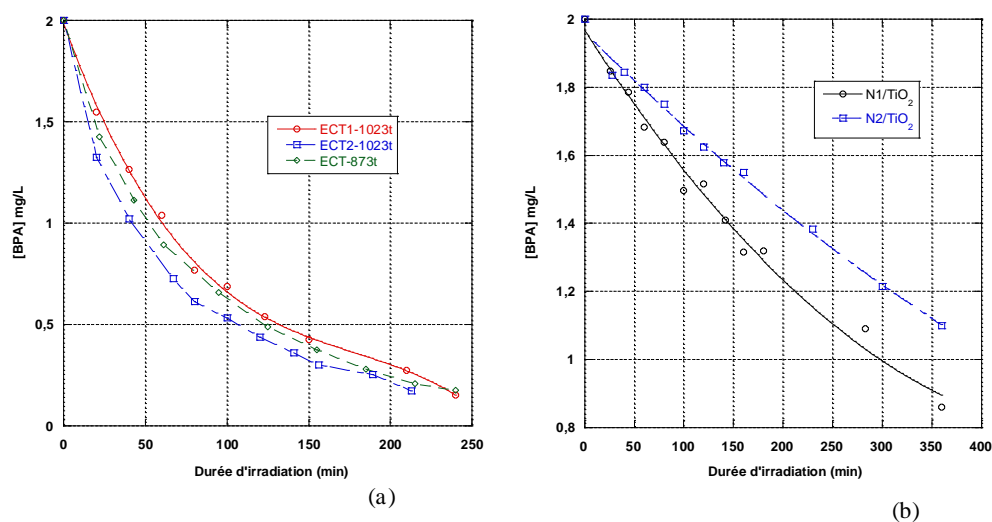 2
1,5
1
0,5
0
[BPA] mg/L
ECT1-1023t
ECT2-1023t
ECT-873t
0 50 100 150 200 250
Durée d'irradiation (min)
(a)
2
1,8
1,6
1,4
1,2
1
0,8
[BPA] mg/L
N1/TiO2
N2/TiO2
0 50 100 150 200 250 300 350 400
Durée d'irradiation (min)
(b)